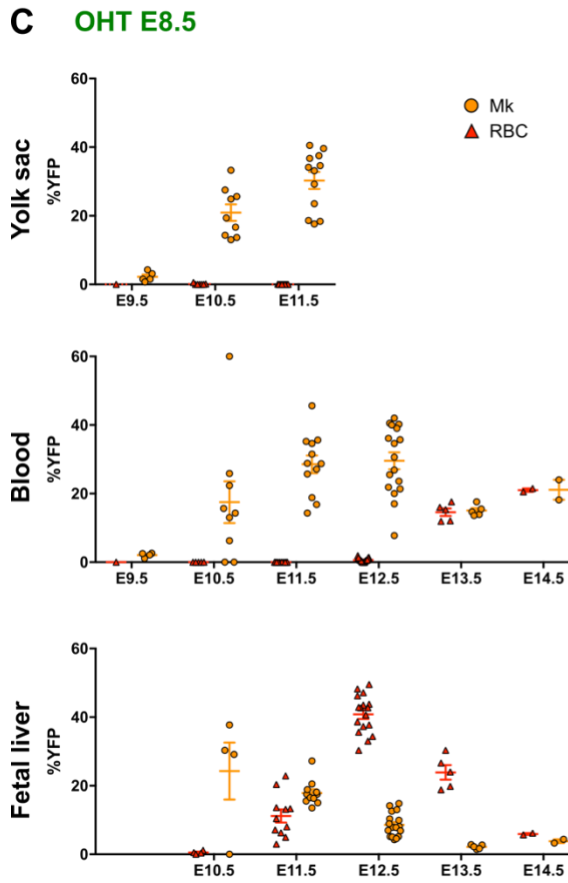 C OHT E8.5
Mk
RBC
Yolk sac
%YFP
60
40
20
0
E9.5 E10.5 E11.5
Blood
%YFP
60
40
20
0
E9.5 E10.5 E11.5 E12.5 E13.5 E14.5
Fetal liver
%YFP
60
40
20
0
E10.5 E11.5 E12.5 E13.5 E14.5